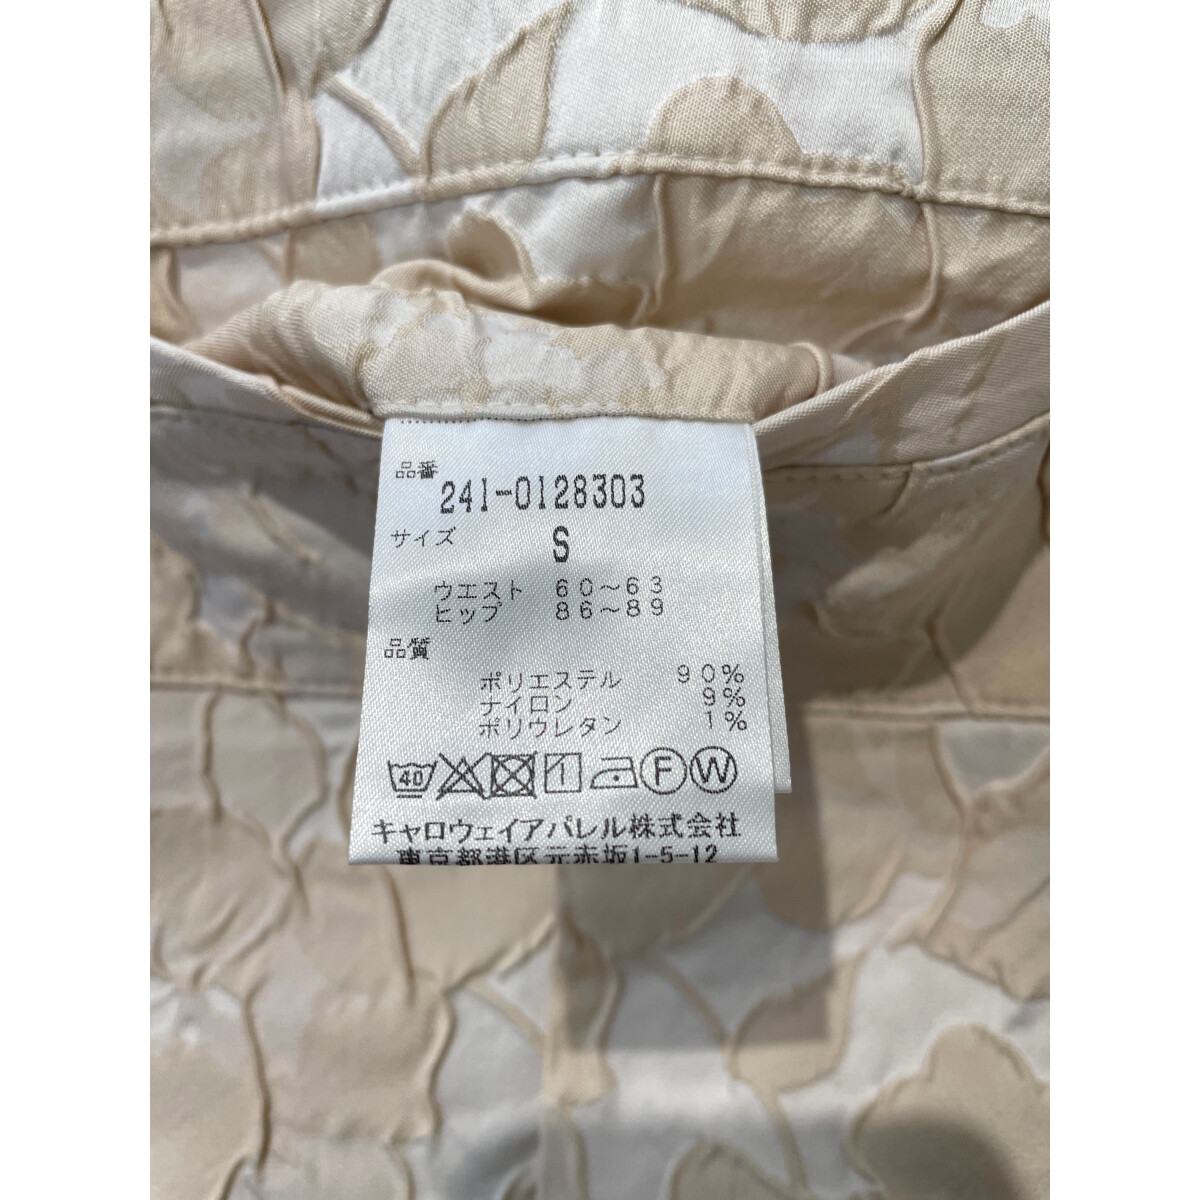 品番
241-0128303
サイズ S
ウエスト 60～63
ヒップ 86～89
品質
ポリエステル 90%
ナイロン 9%
ポリウレタン 1%
40 1 F W
キャロウェイアパレル株式会社
東京都港区元赤坂1-5-12